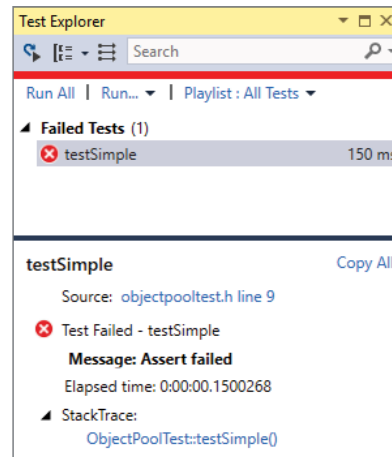 Test Explorer
Search
Run All | Run... | Playlist : All Tests
Failed Tests (1)
testSimple 150 ms
testSimple Copy All
Source: objectpooltest.h line 9
Test Failed - testSimple
Message: Assert failed
Elapsed time: 0:00:00.1500268
StackTrace:
ObjectPoolTest::testSimple()